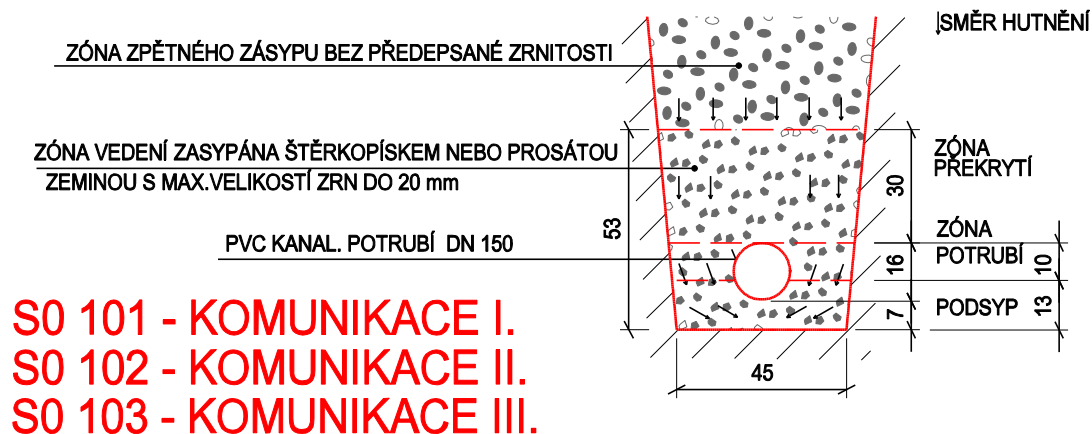 SMĚR HUTNĚNÍ
ZÓNA ZPĚTNÉHO ZÁSYPU BEZ PŘEDEPSANÉ ZRNITOSTI
ZÓNA VEDENÍ ZASYPÁNA ŠTĚRKOPÍSKEM NEBO PROSÁTOU
ZEMINOU S MAX.VELIKOSTÍ ZRN DO 20 mm
ZÓNA
PŘEKRYTÍ
30
53
PVC KANAL. POTRUBÍ DN 150
ZÓNA
POTRUBÍ
16
10
PODSYP
7
13
45
S0 101 - KOMUNIKACE I.
S0 102 - KOMUNIKACE II.
S0 103 - KOMUNIKACE III.